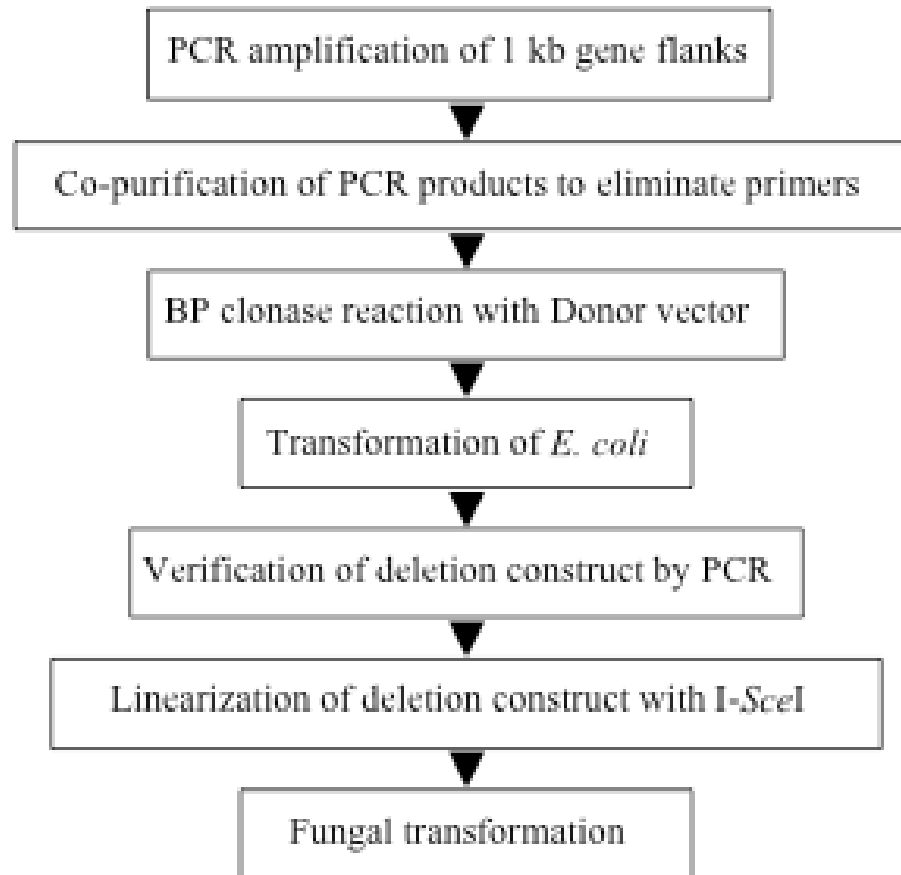 PCR amplification of 1 kb gene flanks
Co-purification of PCR products to eliminate primers
BP clonase reaction with Donor vector
Transformation of E. coli
Verification of deletion construct by PCR
Linearization of deletion construct with I-SceI
Fungal transformation